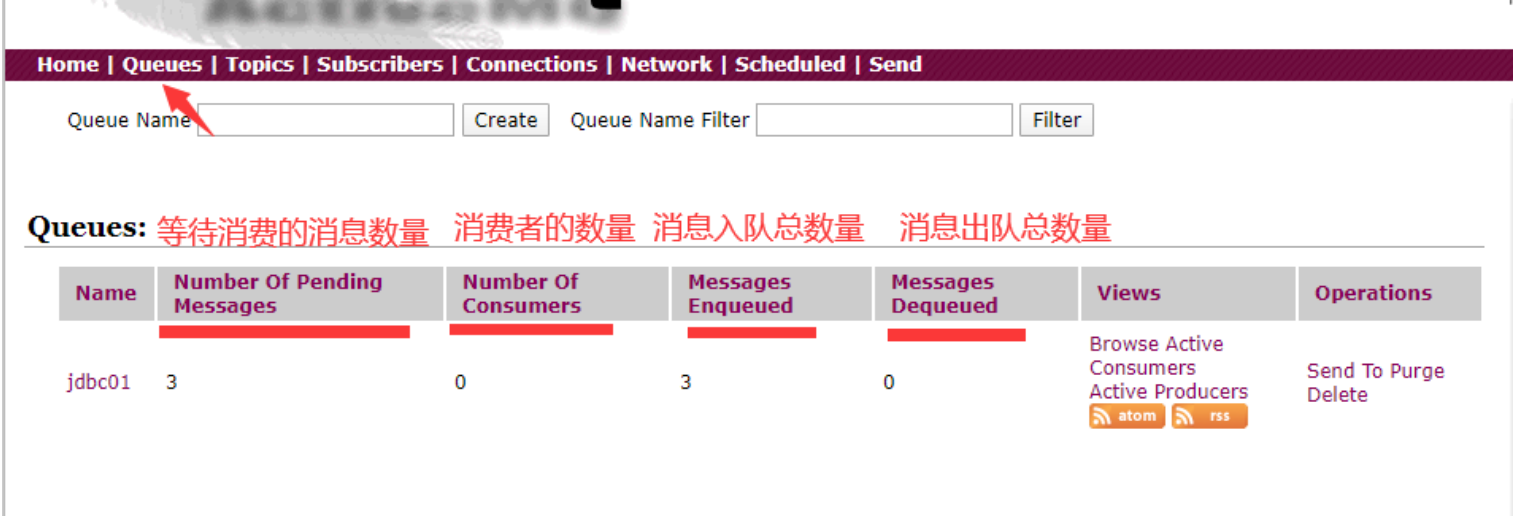 Home | Queues | Topics | Subscribers | Connections | Network | Scheduled | Send
Queue Name Create Queue Name Filter Filter
Queues: 等待消费的消息数量 消费者的数量 消息入队总数量 消息出队总数量
Name Number Of Pending Messages Number Of Consumers Messages Enqueued Messages Dequeued Views Operations
jdbc01 3 0 3 0
Browse Active
Consumers
Active Producers
atom rss
Send To Purge
Delete